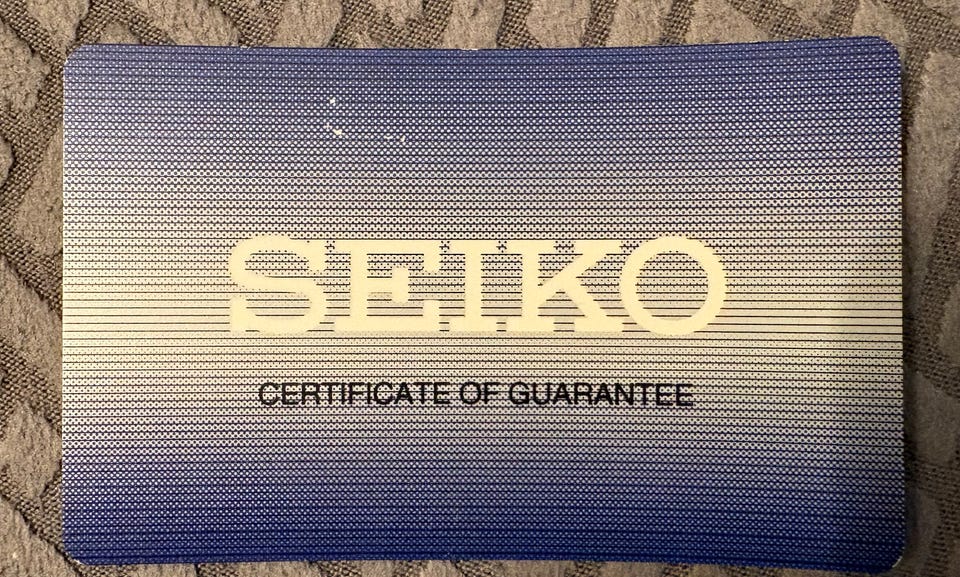 SEIKO
CERTIFICATE OF GUARANTEE